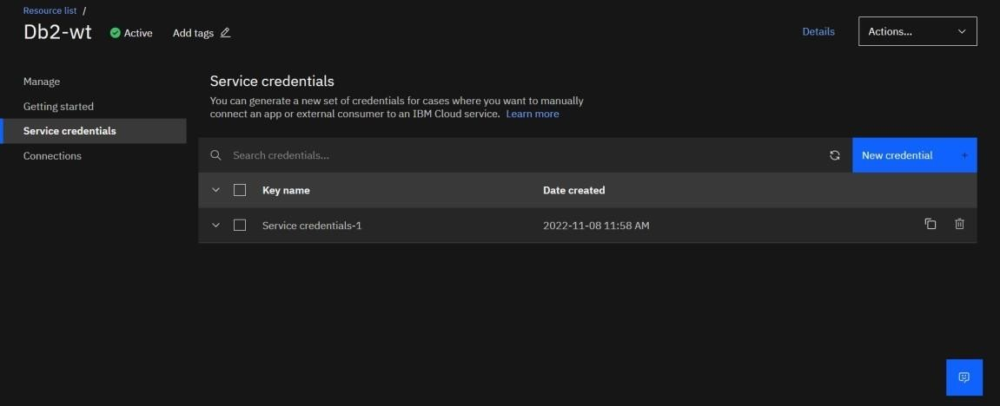 Resource list /
Db2-wt Active Add tags Details Actions...
Manage
Getting started
Service credentials
Connections
Service credentials
You can generate a new set of credentials for cases where you want to manually
connect an app or external consumer to an IBM Cloud service. Learn more
Search credentials... New credential +
Key name Date created
Service credentials-1 2022-11-08 11:58 AM